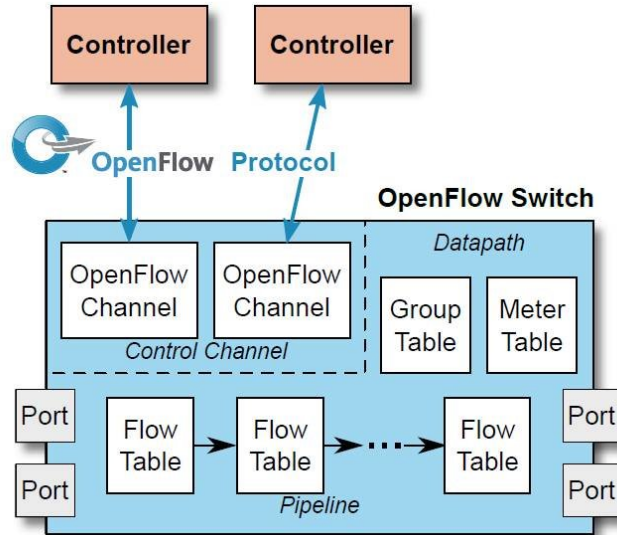 Controller
Controller
OpenFlow Protocol
™
OpenFlow Switch
Datapath
OpenFlow
Channel
OpenFlow
Channel
Control Channel
Group
Table
Meter
Table
Port
Port
Port
Port
Flow
Table
Flow
Table
Flow
Table
Pipeline